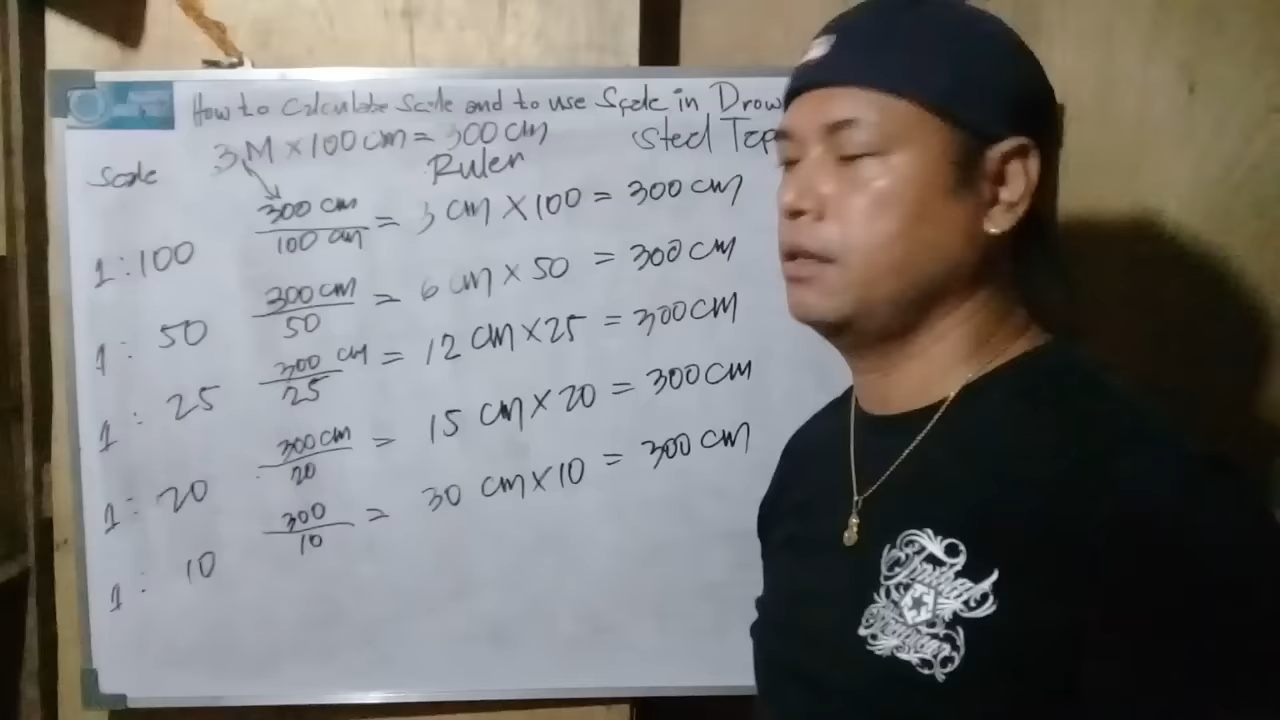 How to Calculate Scale and to use Scale in Draw
3 M × 100 cm = 300 cm
Steel Tap
Scale
Ruler
1 : 100 300 cm / 100 cm = 3 cm × 100 = 300 cm
1 : 50 300 cm / 50 = 6 cm × 50 = 300 cm
1 : 25 300 cm / 25 = 12 cm × 25 = 300 cm
1 : 20 300 cm / 20 = 15 cm × 20 = 300 cm
1 : 10 300 / 10 = 30 cm × 10 = 300 cm